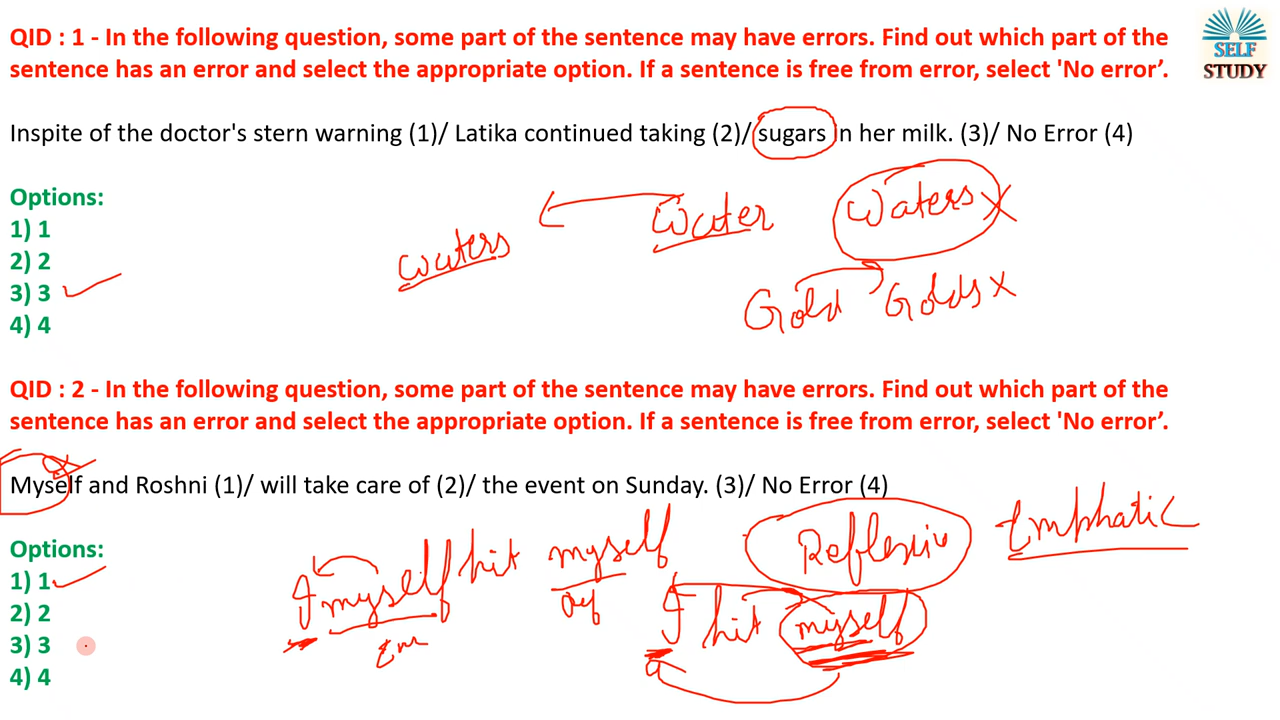 QID : 1 - In the following question, some part of the sentence may have errors. Find out which part of the
sentence has an error and select the appropriate option. If a sentence is free from error, select 'No error’.
SELF
STUDY
Inspite of the doctor's stern warning (1)/ Latika continued taking (2)/ sugars in her milk. (3)/ No Error (4)
Options:
1) 1
2) 2
3) 3
4) 4
waters
Water
Waters X
Gold Golds X
QID : 2 - In the following question, some part of the sentence may have errors. Find out which part of the
sentence has an error and select the appropriate option. If a sentence is free from error, select 'No error’.
Myself and Roshni (1)/ will take care of (2)/ the event on Sunday. (3)/ No Error (4)
Options:
1) 1
2) 2
3) 3
4) 4
I myself hit myself
Em
Reflexive
Emphatic
I hit myself